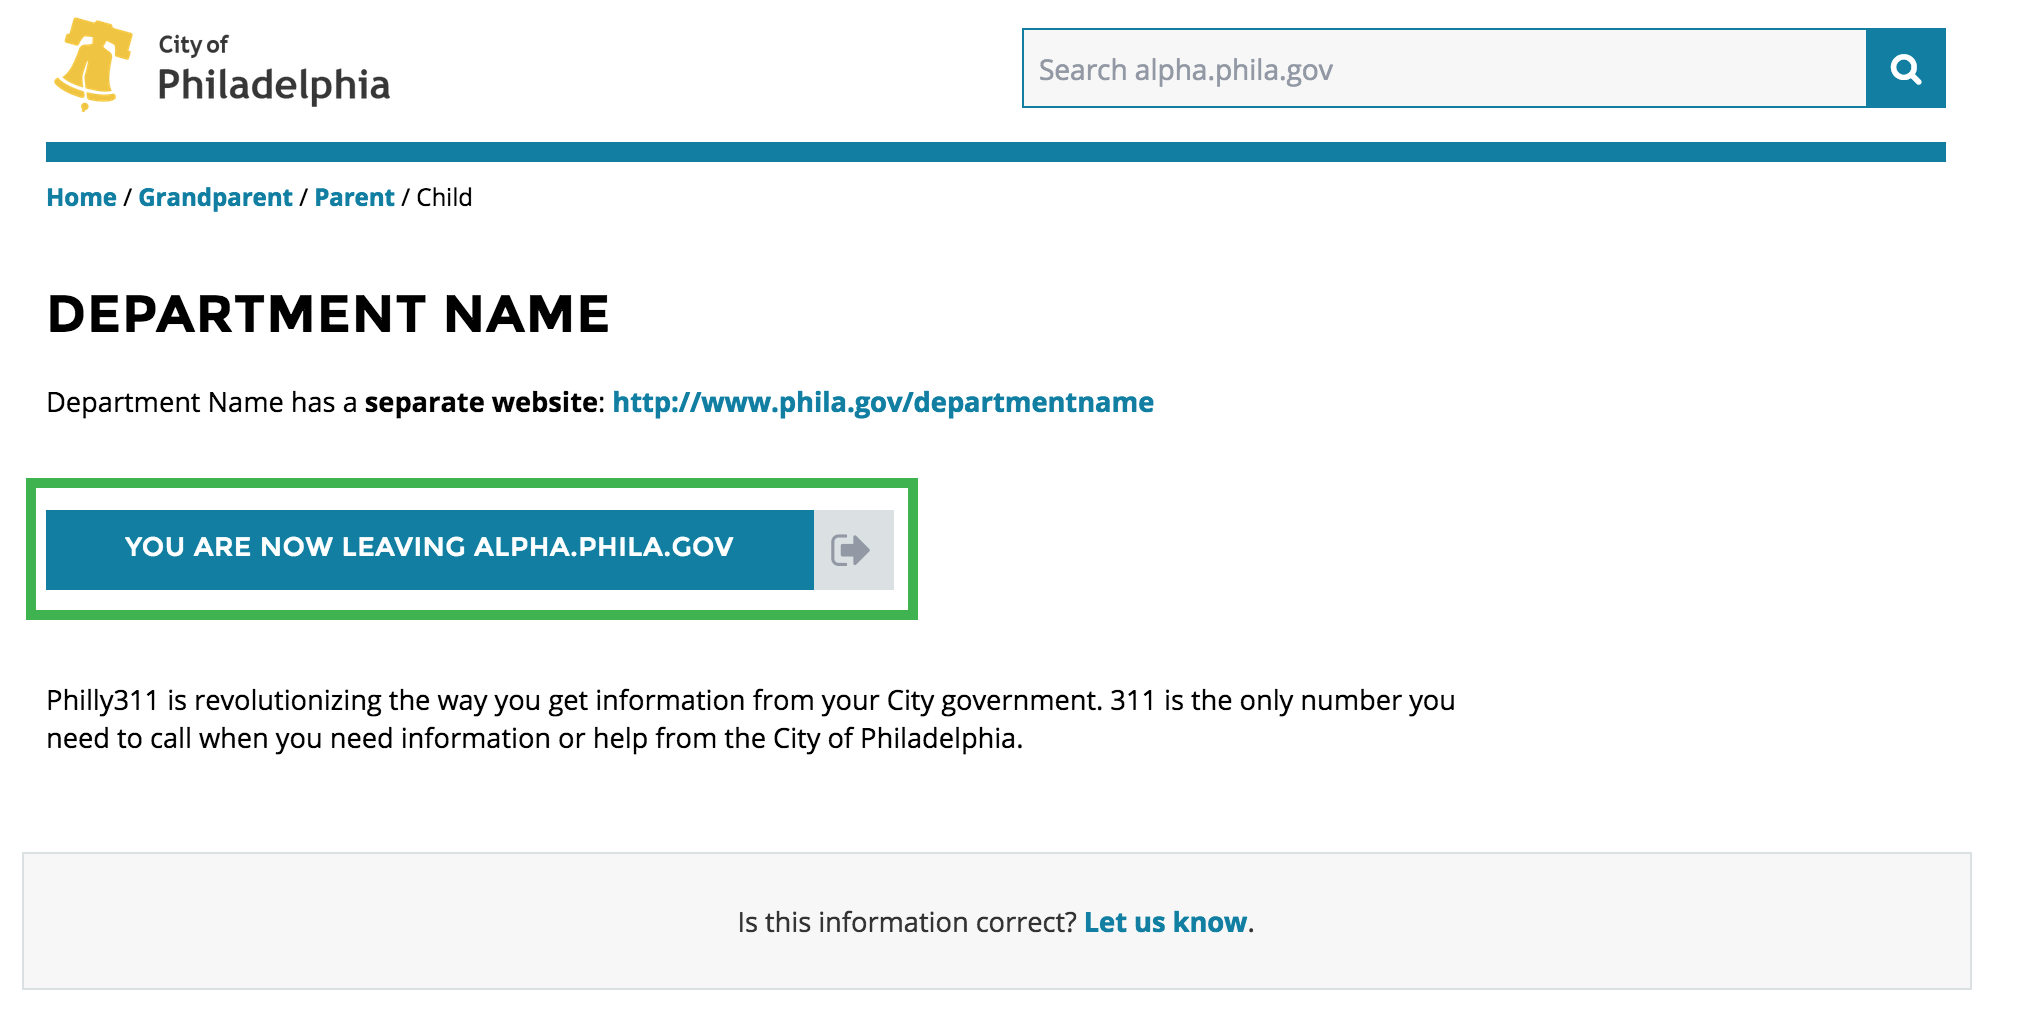 City of
Philadelphia
Search alpha.phila.gov
Home / Grandparent / Parent / Child
DEPARTMENT NAME
Department Name has a separate website: http://www.phila.gov/departmentname
YOU ARE NOW LEAVING ALPHA.PHILA.GOV
Philly311 is revolutionizing the way you get information from your City government. 311 is the only number you
need to call when you need information or help from the City of Philadelphia.
Is this information correct? Let us know.